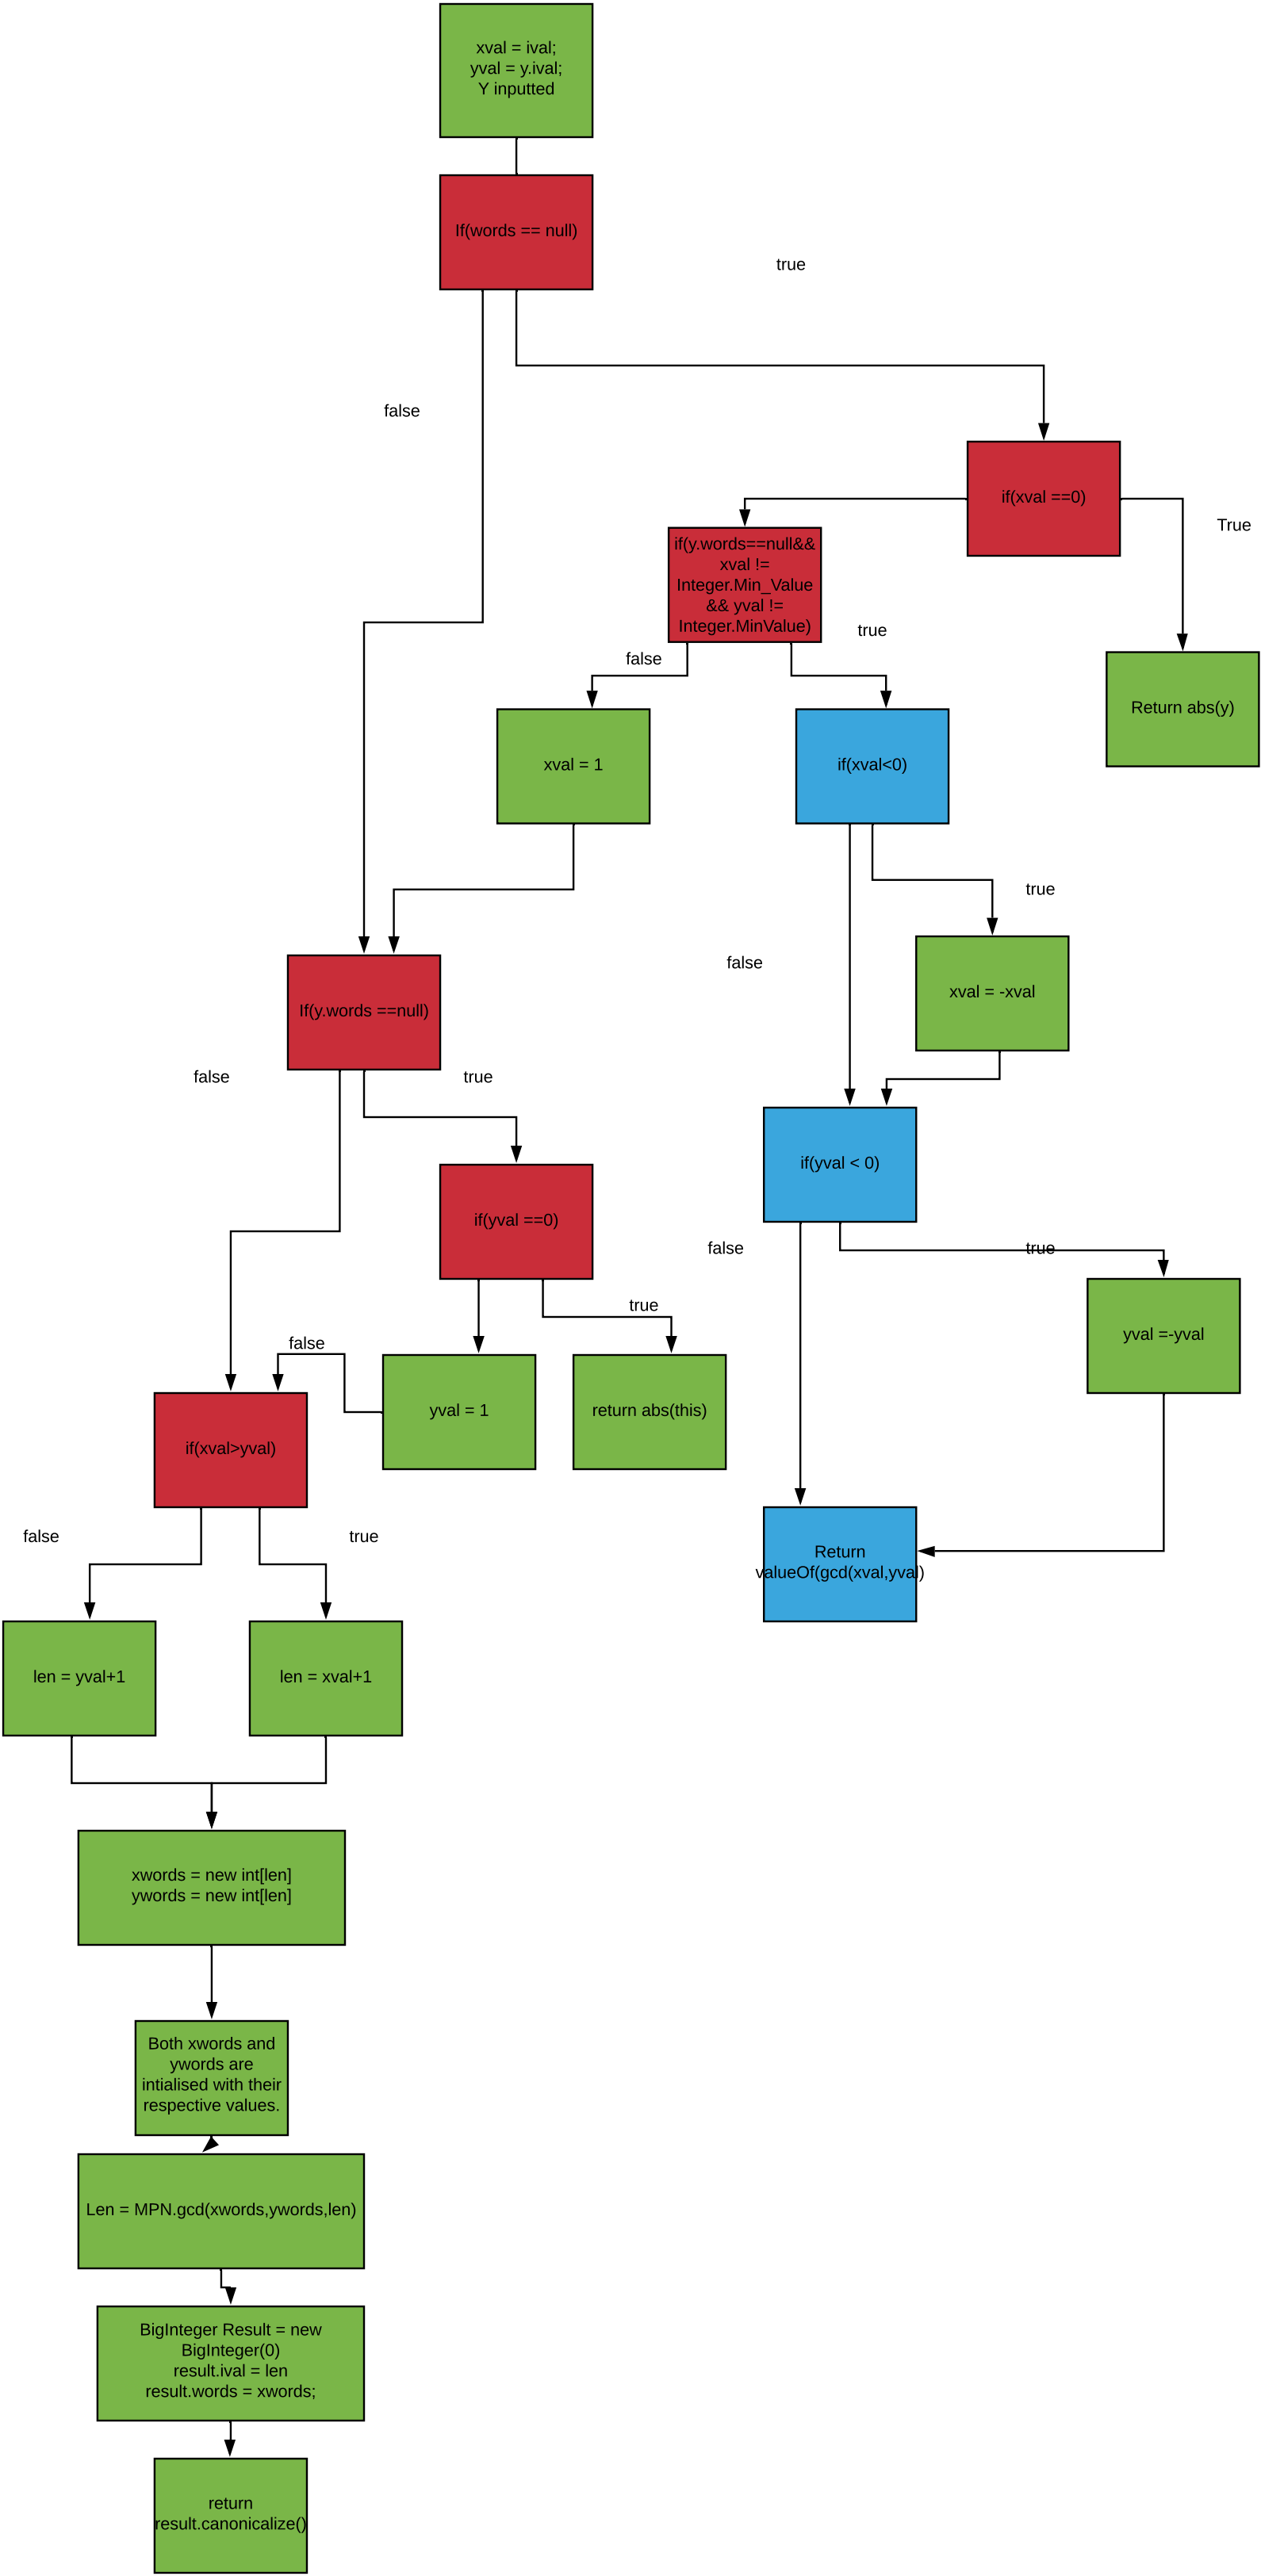 xval = ival;
yval = y.ival;
Y inputted
If(words == null)
true
false
if(xval ==0)
True
if(y.words==null&&
xval !=
Integer.Min_Value
&& yval !=
Integer.MinValue)
true
false
Return abs(y)
xval = 1
if(xval<0)
true
false
xval = -xval
If(y.words ==null)
false
true
if(yval < 0)
if(yval ==0)
false
true
true
false
yval =-yval
yval = 1
return abs(this)
if(xval>yval)
false
true
Return
valueOf(gcd(xval,yval)
len = yval+1
len = xval+1
xwords = new int[len]
ywords = new int[len]
Both xwords and
ywords are
intialised with their
respective values.
Len = MPN.gcd(xwords,ywords,len)
BigInteger Result = new
BigInteger(0)
result.ival = len
result.words = xwords;
return
result.canonicalize()